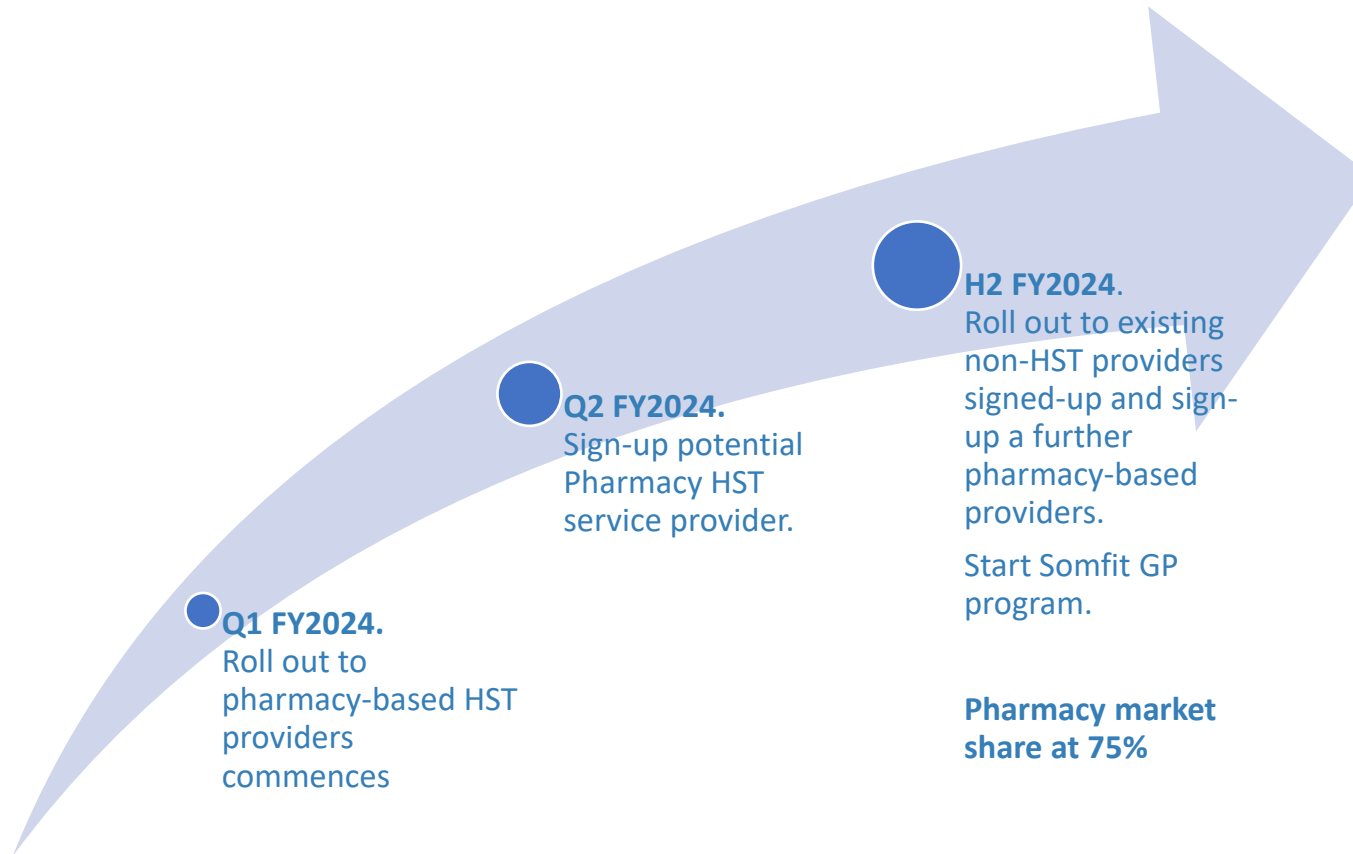 Q1 FY2024.
Roll out to
pharmacy-based HST
providers
commences
Q2 FY2024.
Sign-up potential
Pharmacy HST
service provider.
H2 FY2024.
Roll out to existing
non-HST providers
signed-up and sign-
up a further
pharmacy-based
providers.
Start Somfit GP
program.
Pharmacy market
share at 75%